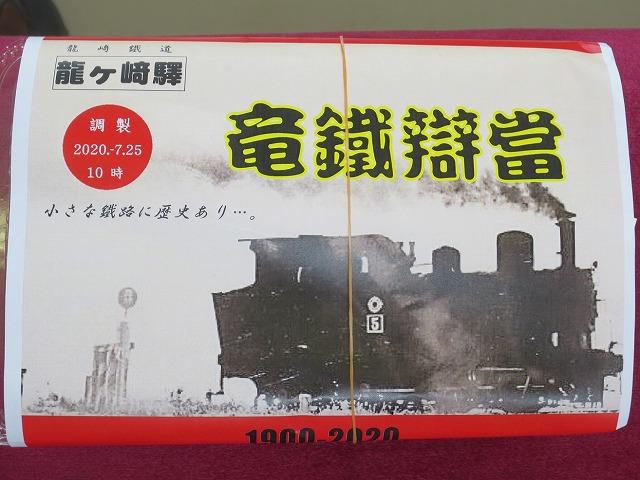 龍崎鐵道
龍ヶ﨑驛
調製
2020.-7.25
10時
竜鐵辯當
小さな鐵路に歴史あり…。
5
1900-2020